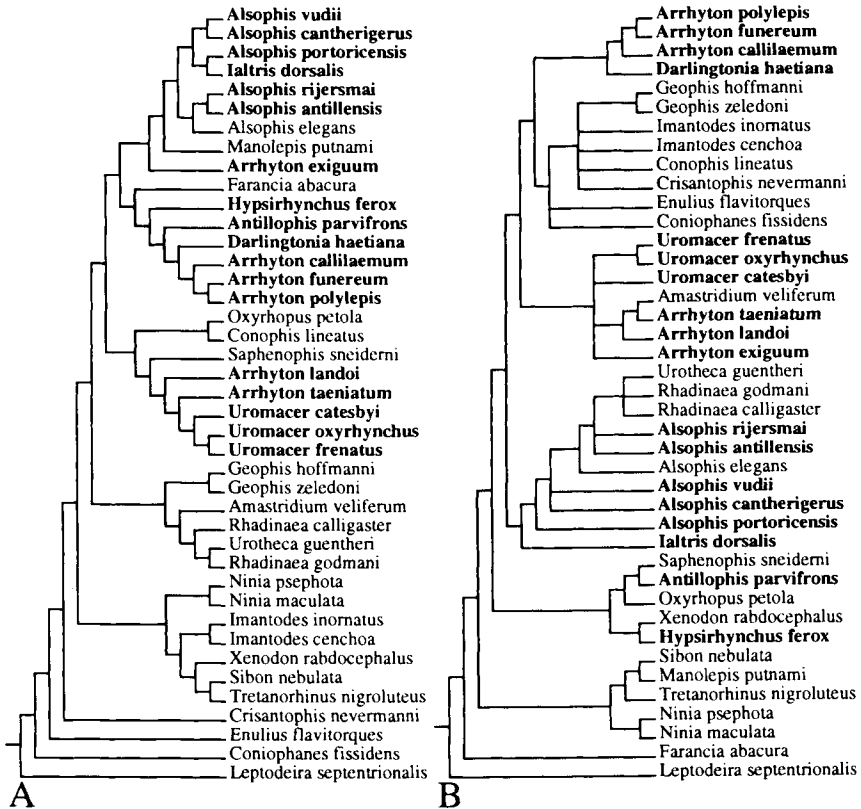 Alsophis vudii
Alsophis cantherigerus
Alsophis portoricensis
Ialtris dorsalis
Alsophis rijersmai
Alsophis antillensis
Alsophis elegans
Manolepis putnami
Arrhyton exiguum
Farancia abacura
Hypsirhynchus ferox
Antillophis parvifrons
Darlingtonia haetiana
Arrhyton callilaemum
Arrhyton funereum
Arrhyton polylepis
Oxyrhopus petola
Conophis lineatus
Saphenophis sneiderni
Arrhyton landoi
Arrhyton taeniatum
Uromacer catesbyi
Uromacer oxyrhynchus
Uromacer frenatus
Geophis hoffmanni
Geophis zeledoni
Amastridium veliferum
Rhadinaea calligaster
Urotheca guentheri
Rhadinaea godmani
Ninia psephota
Ninia maculata
Imantodes inornatus
Imantodes cenchoa
Xenodon rabdocephalus
Sibon nebulata
Tretanorhinus nigroluteus
Crisantophis nevermanni
Enulius flavitorques
Coniophanes fissidens
Leptodeira septentrionalis
A
Arrhyton polylepis
Arrhyton funereum
Arrhyton callilaemum
Darlingtonia haetiana
Geophis hoffmanni
Geophis zeledoni
Imantodes inornatus
Imantodes cenchoa
Conophis lineatus
Crisantophis nevermanni
Enulius flavitorques
Coniophanes fissidens
Uromacer frenatus
Uromacer oxyrhynchus
Uromacer catesbyi
Amastridium veliferum
Arrhyton taeniatum
Arrhyton landoi
Arrhyton exiguum
Urotheca guentheri
Rhadinaea godmani
Rhadinaea calligaster
Alsophis rijersmai
Alsophis antillensis
Alsophis elegans
Alsophis vudii
Alsophis cantherigerus
Alsophis portoricensis
Ialtris dorsalis
Saphenophis sneiderni
Antillophis parvifrons
Oxyrhopus petola
Xenodon rabdocephalus
Hypsirhynchus ferox
Sibon nebulata
Manolepis putnami
Tretanorhinus nigroluteus
Ninia psephota
Ninia maculata
Farancia abacura
Leptodeira septentrionalis
B